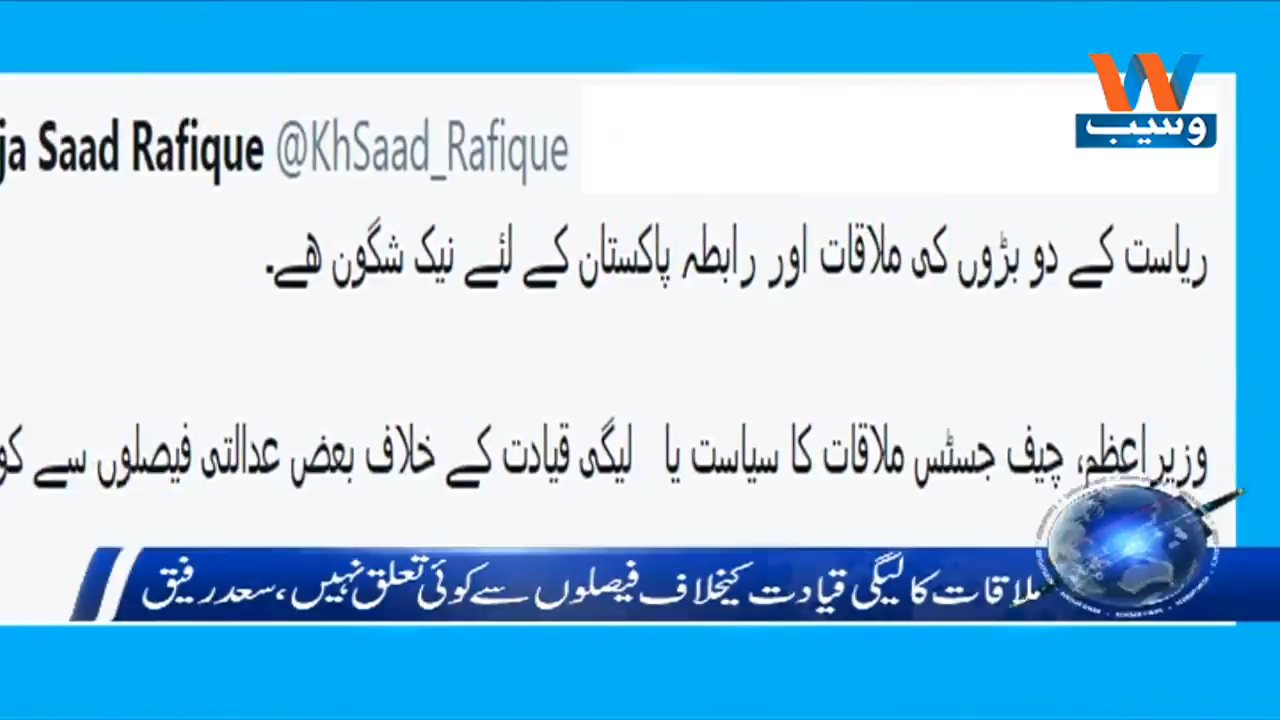 وسیب
ja Saad Rafique @KhSaad_Rafique
ریاست کے دو بڑوں کی ملاقات اور رابطہ پاکستان کے لئے نیک شگون ھے۔
وزیراعظم، چیف جسٹس ملاقات کا سیاست یا لیگی قیادت کے خلاف بعض عدالتی فیصلوں سے کو
ملاقات کا لیگی قیادت کیخلاف فیصلوں سے کوئی تعلق نہیں، سعد رفیق